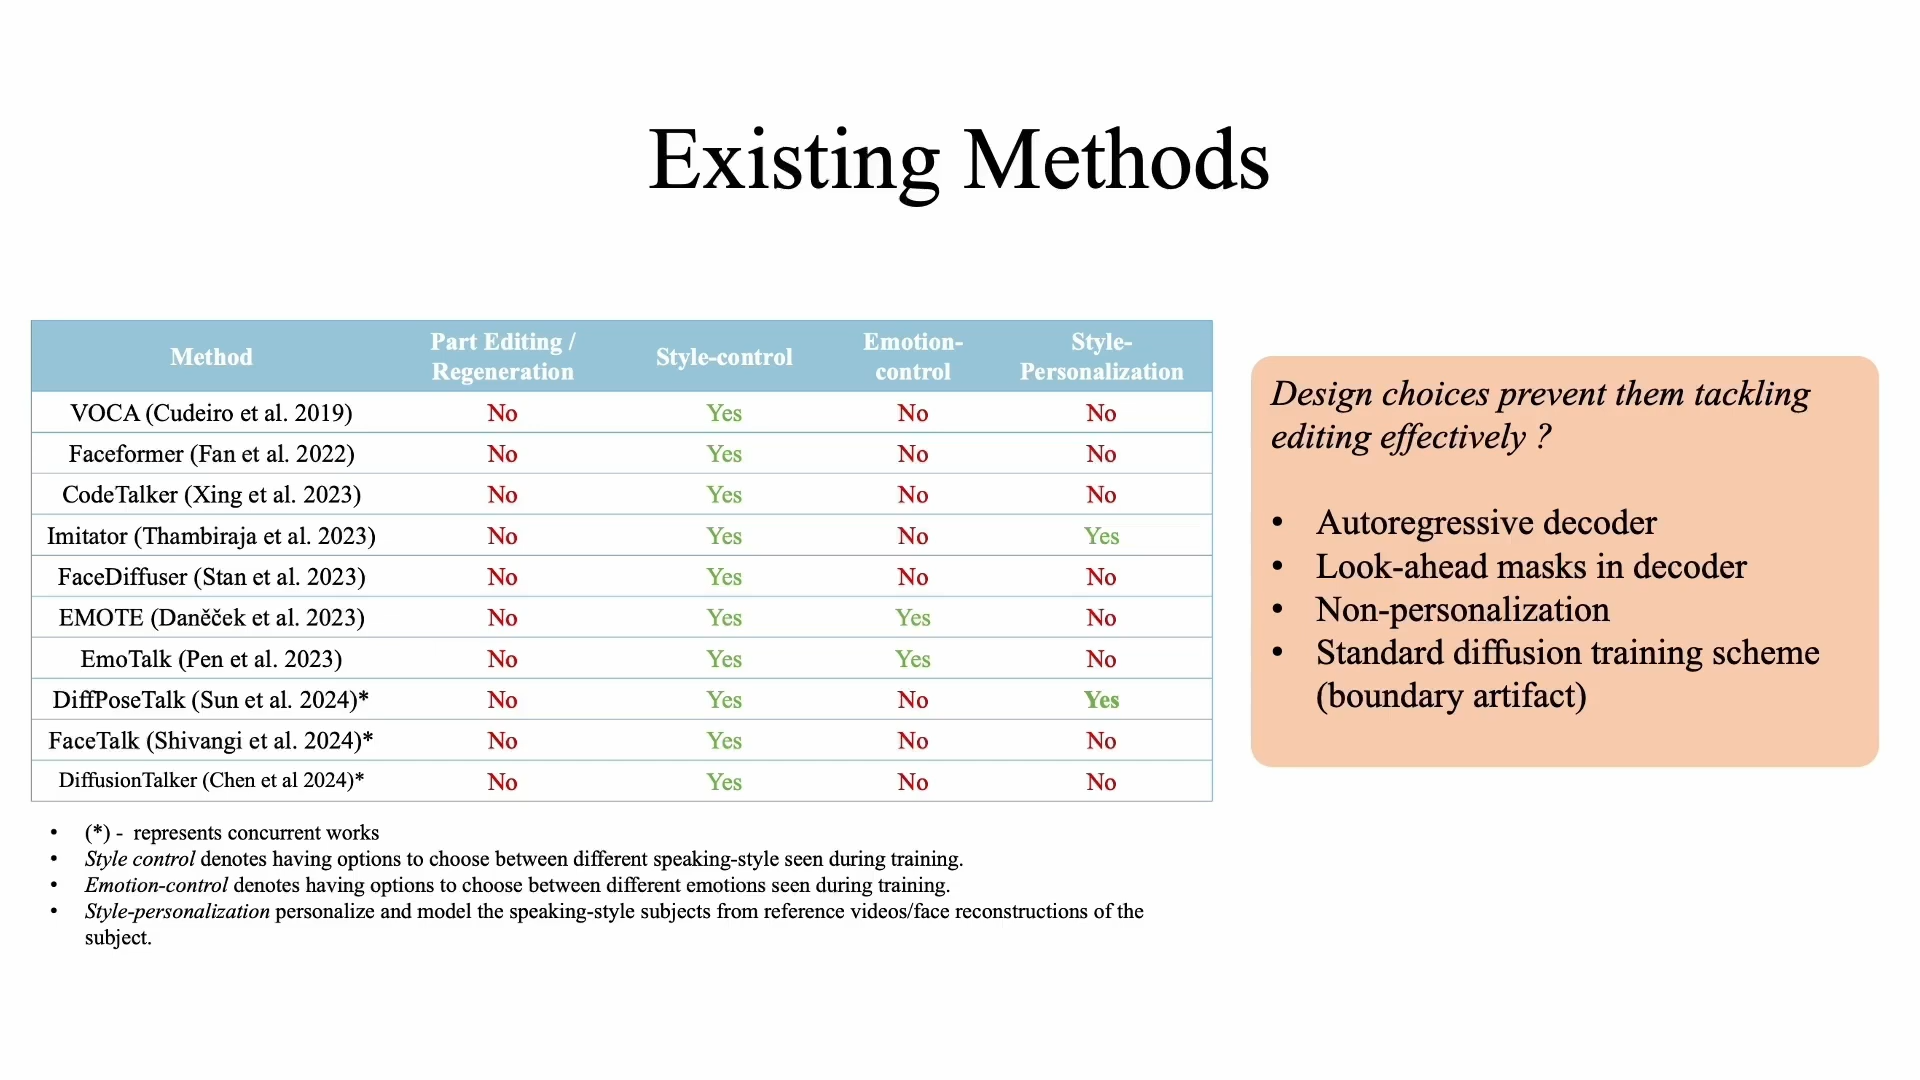 Existing Methods
Method Part Editing / Regeneration Style-control Emotion-control Style-Personalization
VOCA (Cudeiro et al. 2019) No Yes No No
Faceformer (Fan et al. 2022) No Yes No No
CodeTalker (Xing et al. 2023) No Yes No No
Imitator (Thambiraja et al. 2023) No Yes No Yes
FaceDiffuser (Stan et al. 2023) No Yes No No
EMOTE (Daněček et al. 2023) No Yes Yes No
EmoTalk (Pen et al. 2023) No Yes Yes No
DiffPoseTalk (Sun et al. 2024)* No Yes No Yes
FaceTalk (Shivangi et al. 2024)* No Yes No No
DiffusionTalker (Chen et al 2024)* No Yes No No
• (*) - represents concurrent works
• Style control denotes having options to choose between different speaking-style seen during training.
• Emotion-control denotes having options to choose between different emotions seen during training.
• Style-personalization personalize and model the speaking-style subjects from reference videos/face reconstructions of the
subject.
Design choices prevent them tackling
editing effectively ?
• Autoregressive decoder
• Look-ahead masks in decoder
• Non-personalization
• Standard diffusion training scheme
(boundary artifact)